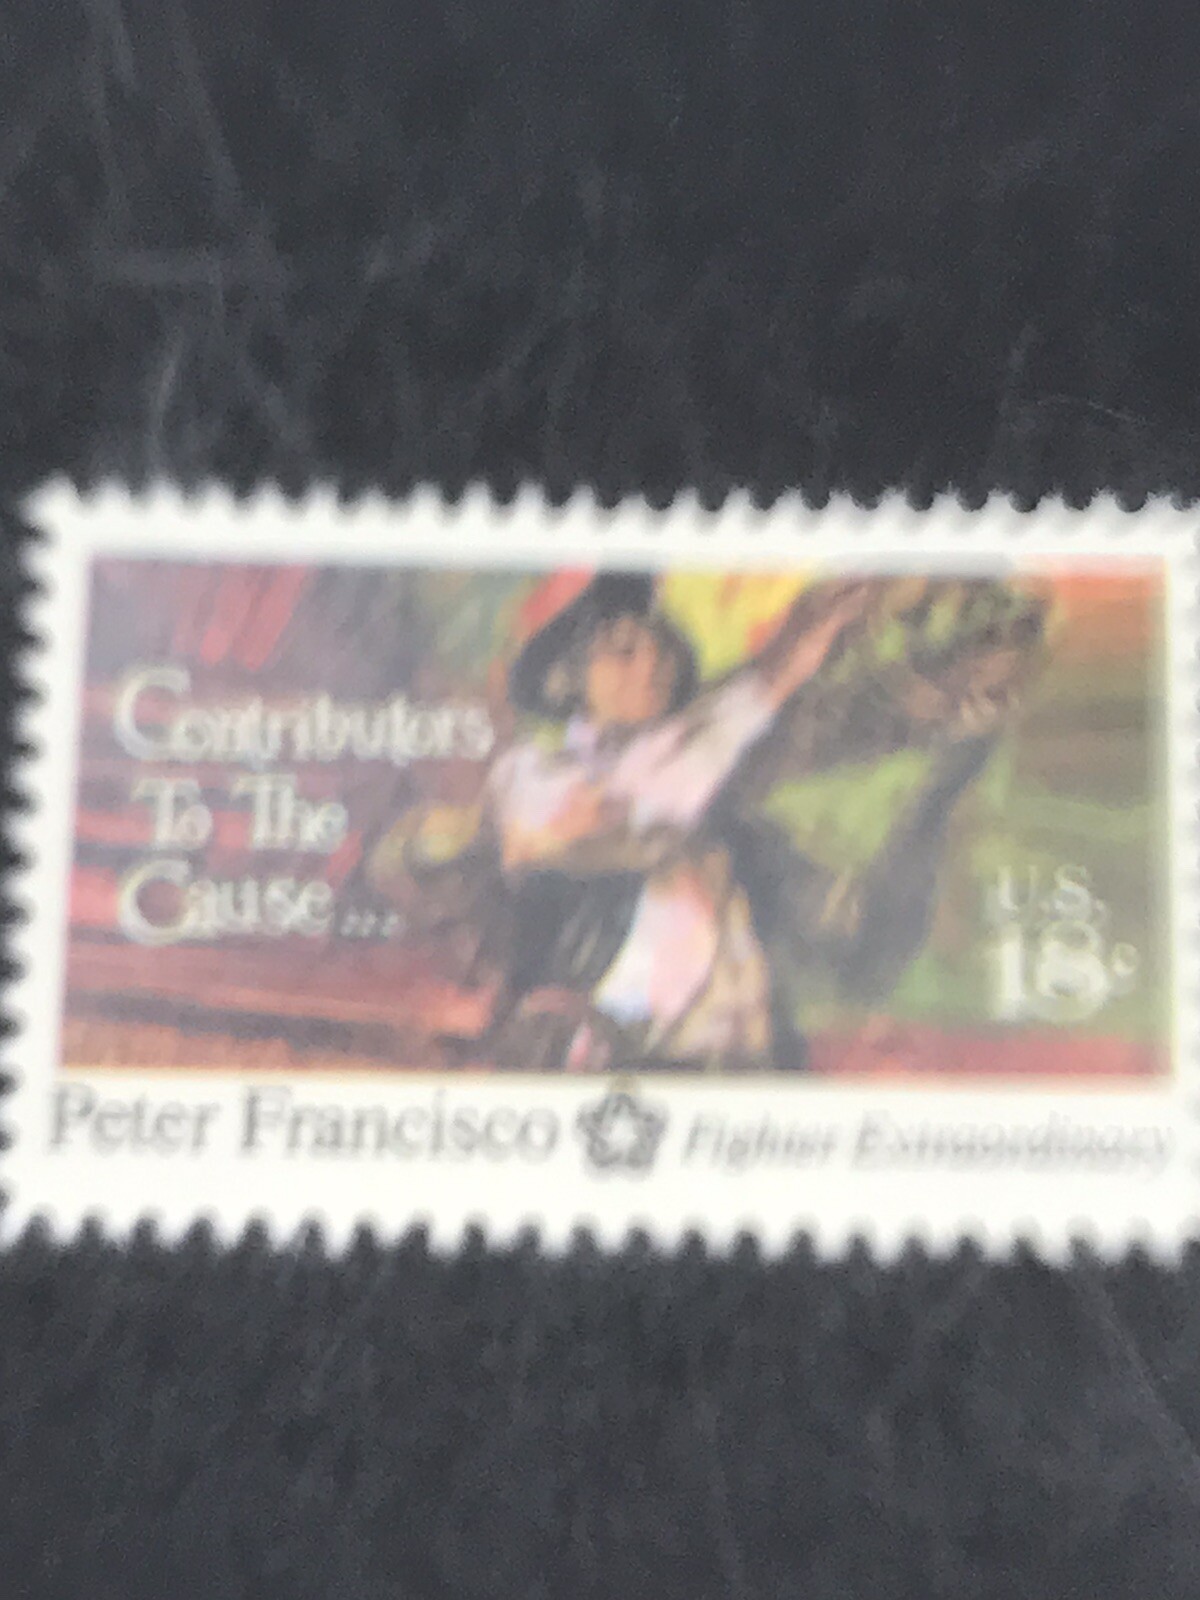 Contributors
To The
Cause...
U.S.
18c
Peter Francisco Fighter Extraordinary